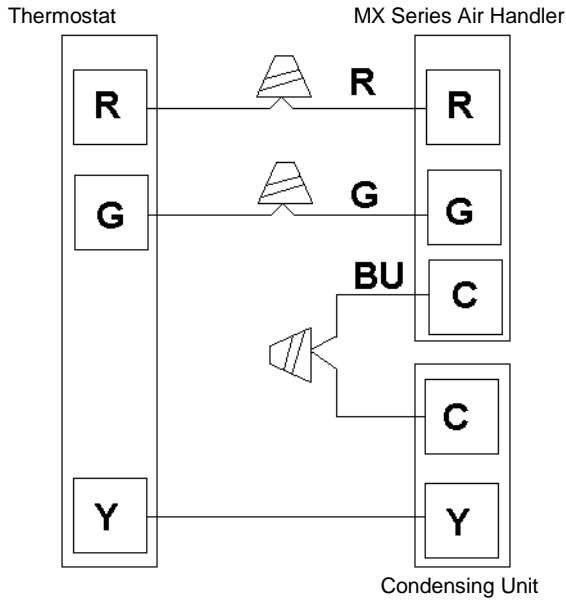 Thermostat
MX Series Air Handler
R
R
R
G
G
G
BU
C
C
Y
Y
Condensing Unit